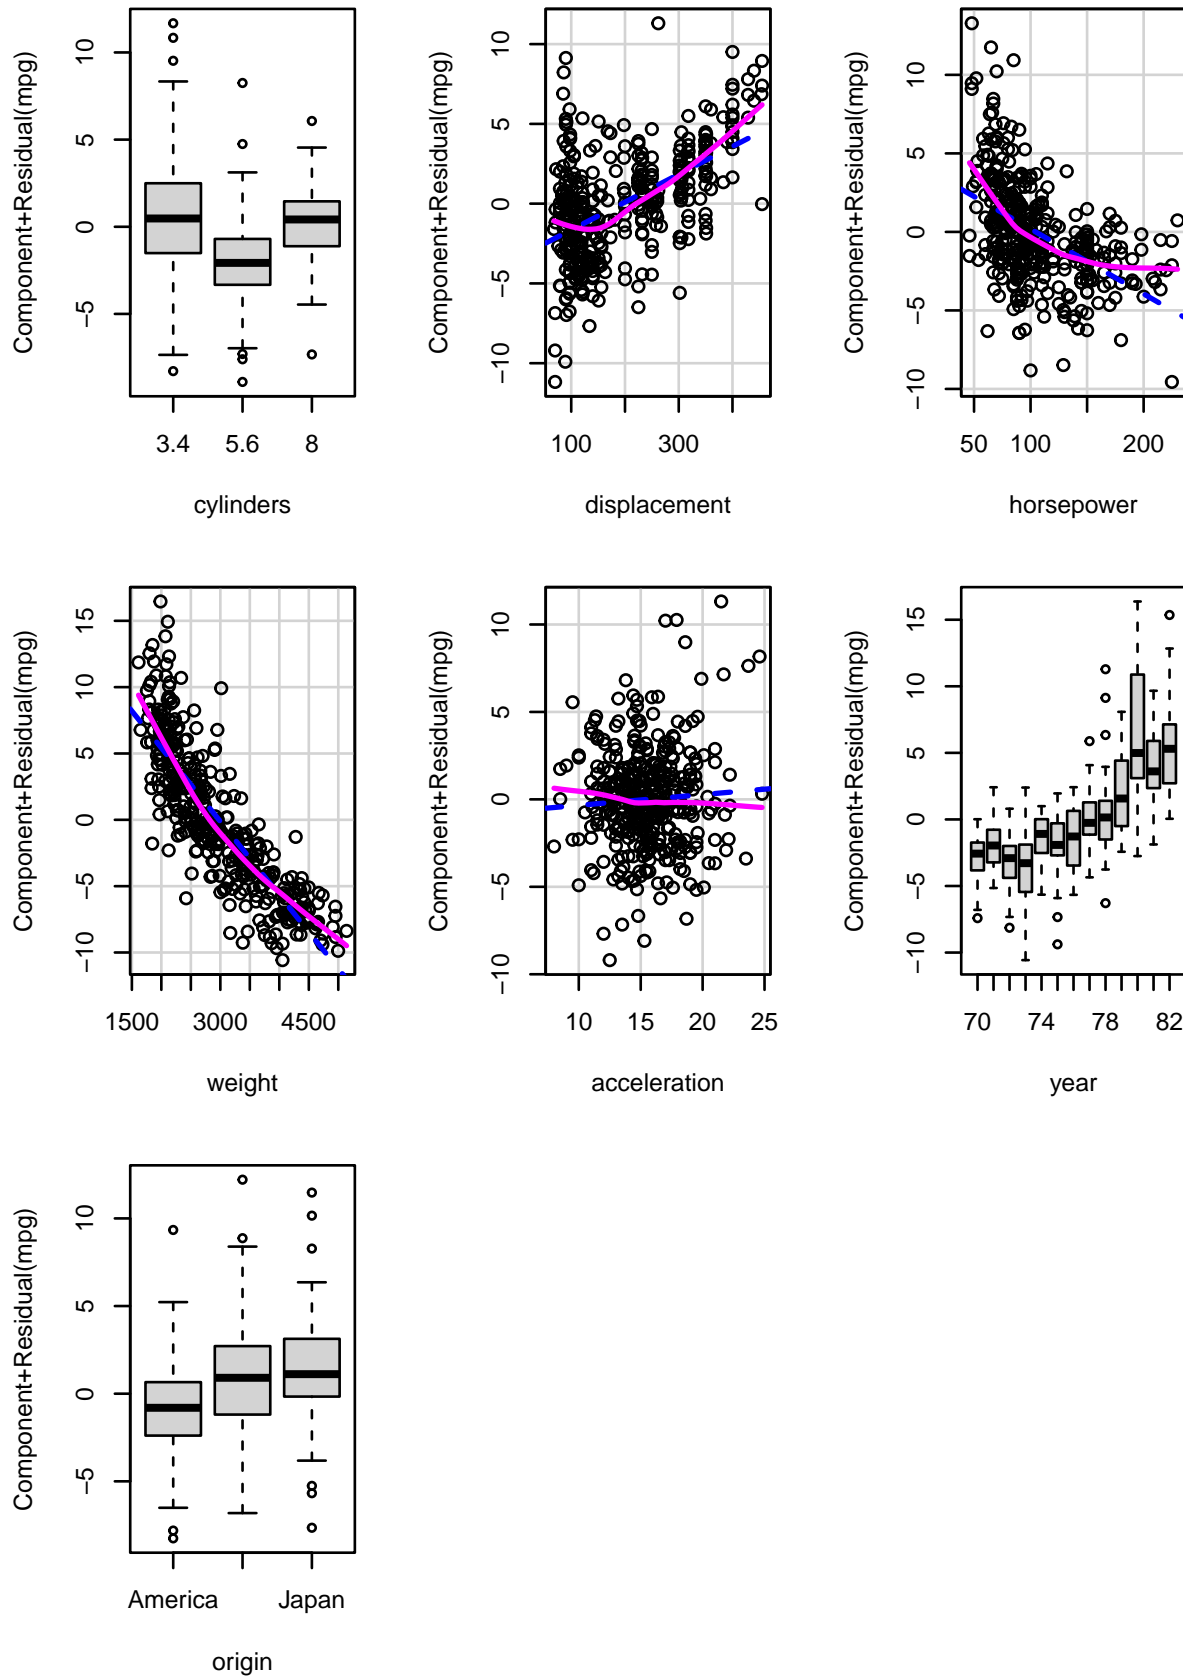 Component+Residual(mpg)
10
5
0
−5
3.4 5.6 8
cylinders
Component+Residual(mpg)
10
5
0
−5
−10
100 300
displacement
Component+Residual(mpg)
10
5
0
−5
−10
50 100 200
horsepower
Component+Residual(mpg)
15
10
5
0
−5
−10
1500 3000 4500
weight
Component+Residual(mpg)
10
5
0
−5
−10
10 15 20 25
acceleration
Component+Residual(mpg)
15
10
5
0
−5
−10
70 74 78 82
year
Component+Residual(mpg)
10
5
0
−5
America Japan
origin